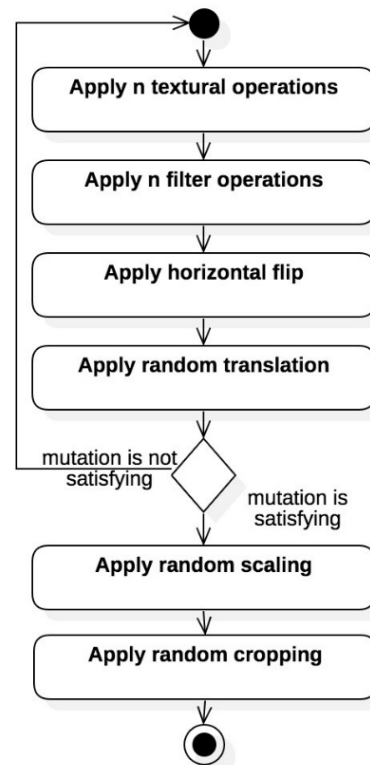 Apply n textural operations
Apply n filter operations
Apply horizontal flip
Apply random translation
mutation is not
satisfying
mutation is
satisfying
Apply random scaling
Apply random cropping